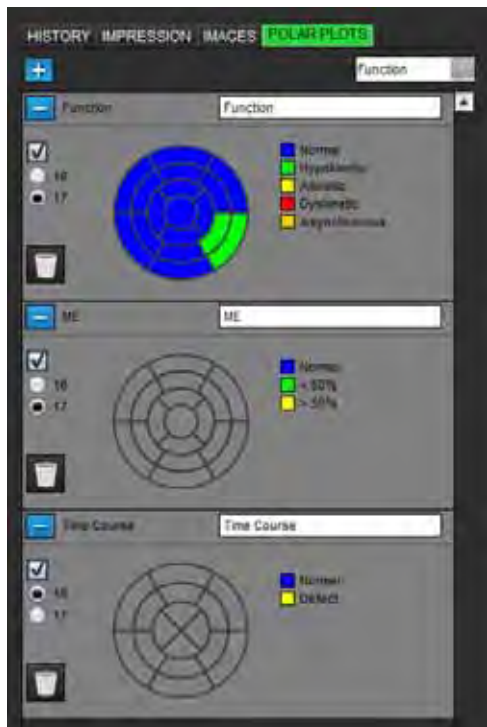 HISTORY IMPRESSION IMAGES POLAR PLOTS
+ Function
Function Function
16
17
Normal
Hypokinetic
Akinetic
Dyskinetic
Asynchronous
ME ME
16
17
Normal
< 50%
> 50%
Time Course Time Course
16
17
Normal
Defect